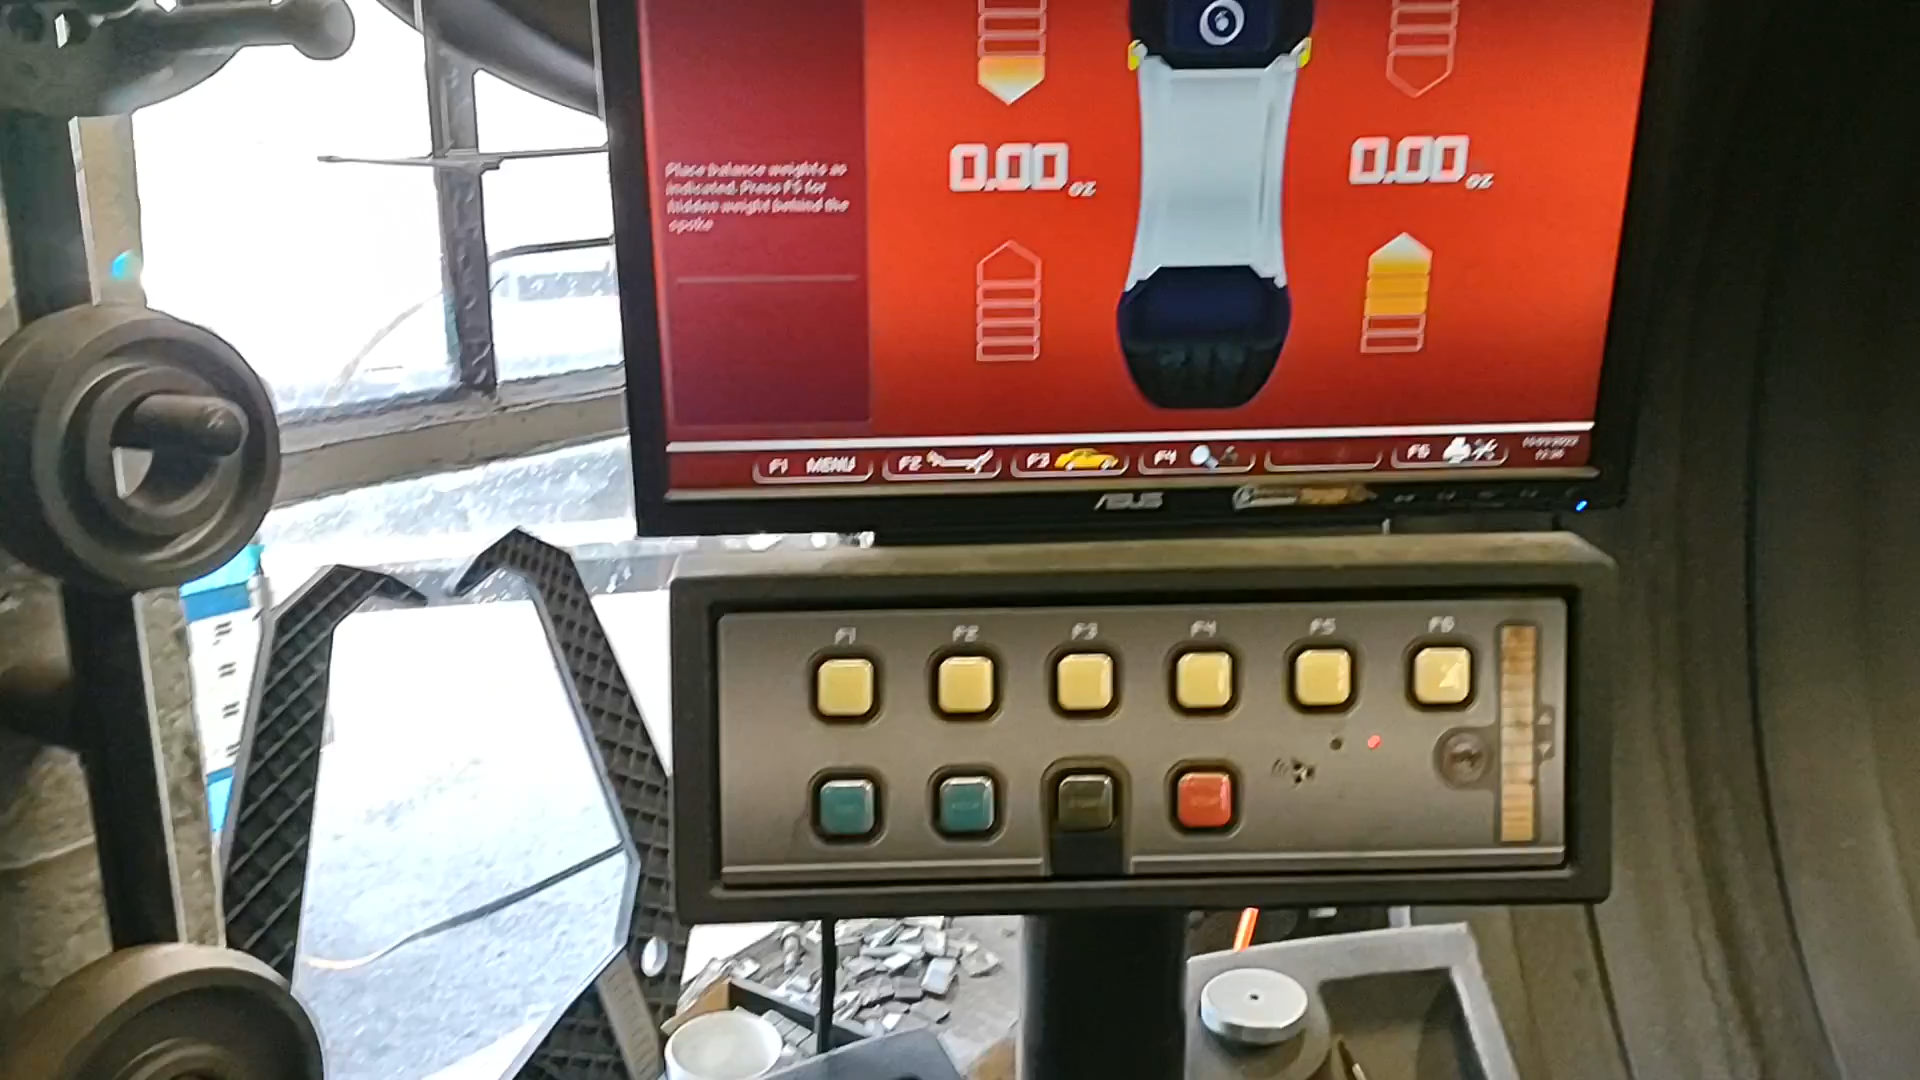 0.00 oz
0.00 oz
Place balance weights as
indicated. Press F5 for
hidden weight behind the
spoke
F1 MENU
F2
F3
F4
F6
ASUS
F1 F2 F3 F4 F5 F6